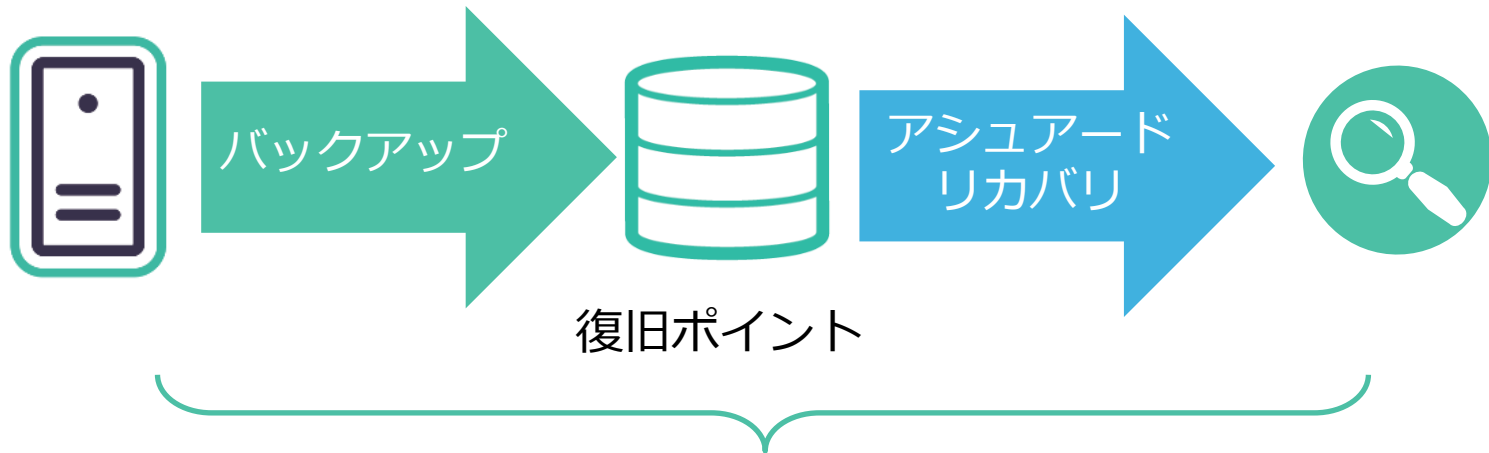 バックアップ
アシュアード
リカバリ
復旧ポイント